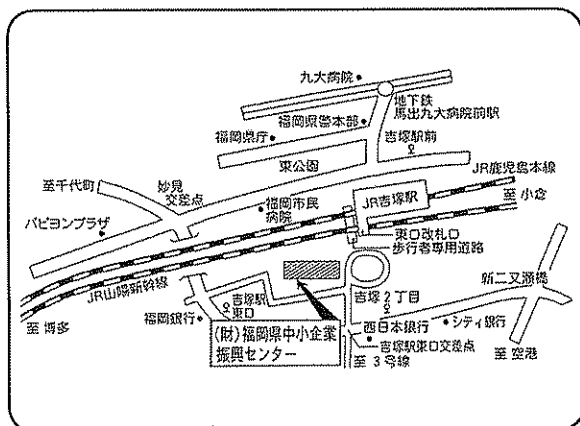 九大病院
地下鉄
馬出九大病院前駅
福岡県警本部
福岡県庁
吉塚駅前
東公園
JR鹿児島本線
至千代町
妙見
交差点
福岡市民
病院
JR吉塚駅
至 小倉
パピヨンプラザ
東口改札口
歩行者専用道路
新二又瀬橋
JR山陽新幹線
吉塚駅
東口
吉塚2丁目
至 博多
福岡銀行
(財)福岡県中小企業
振興センター
西日本銀行
シティ銀行
吉塚駅東口交差点
至 3号線
至 空港